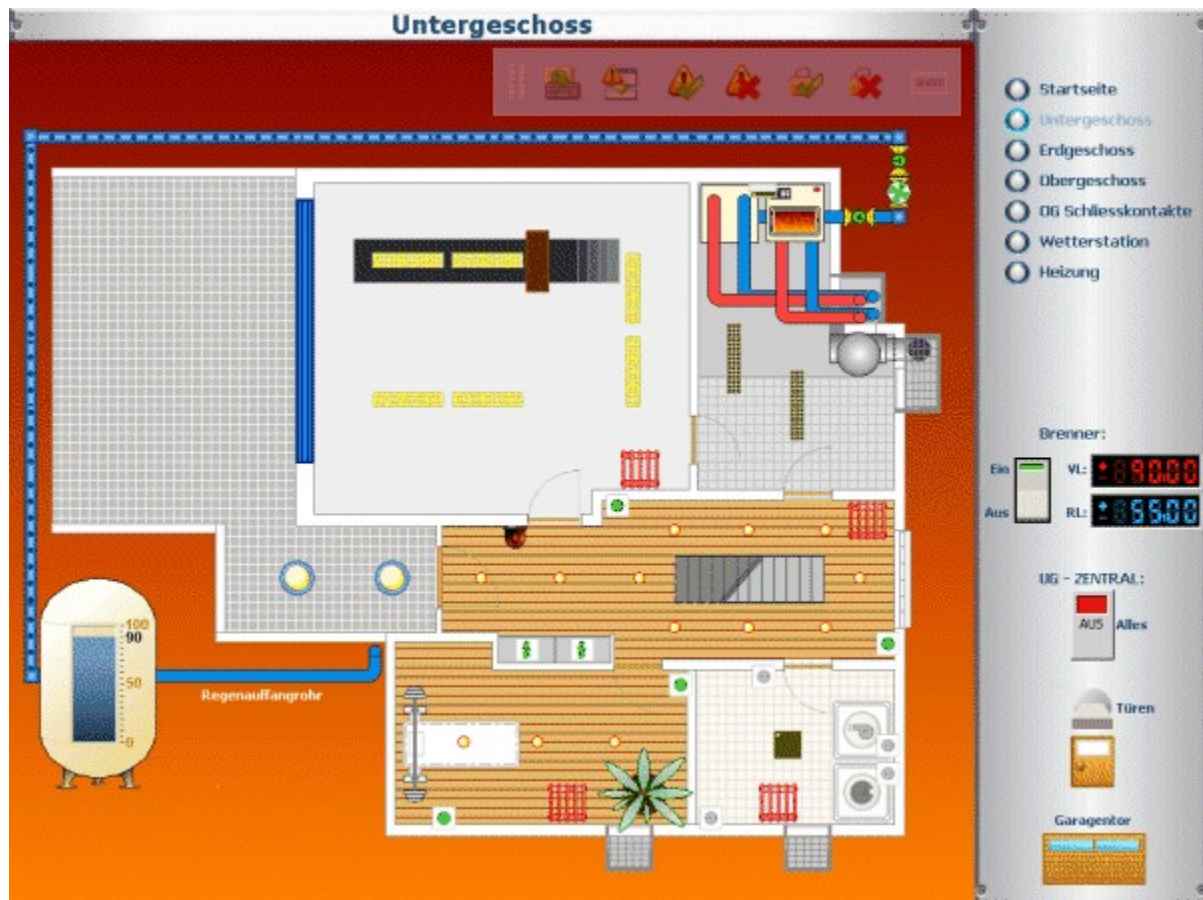 Untergeschoss
Startseite
Untergeschoss
Erdgeschoss
Obergeschoss
OG Schliesskontakte
Wetterstation
Heizung
Brenner:
Ein
VL:
90.00
Aus
RL:
55.00
UG - ZENTRAL:
AUS
Alles
100
90
50
0
Regenauffangrohr
Türen
Garagentor